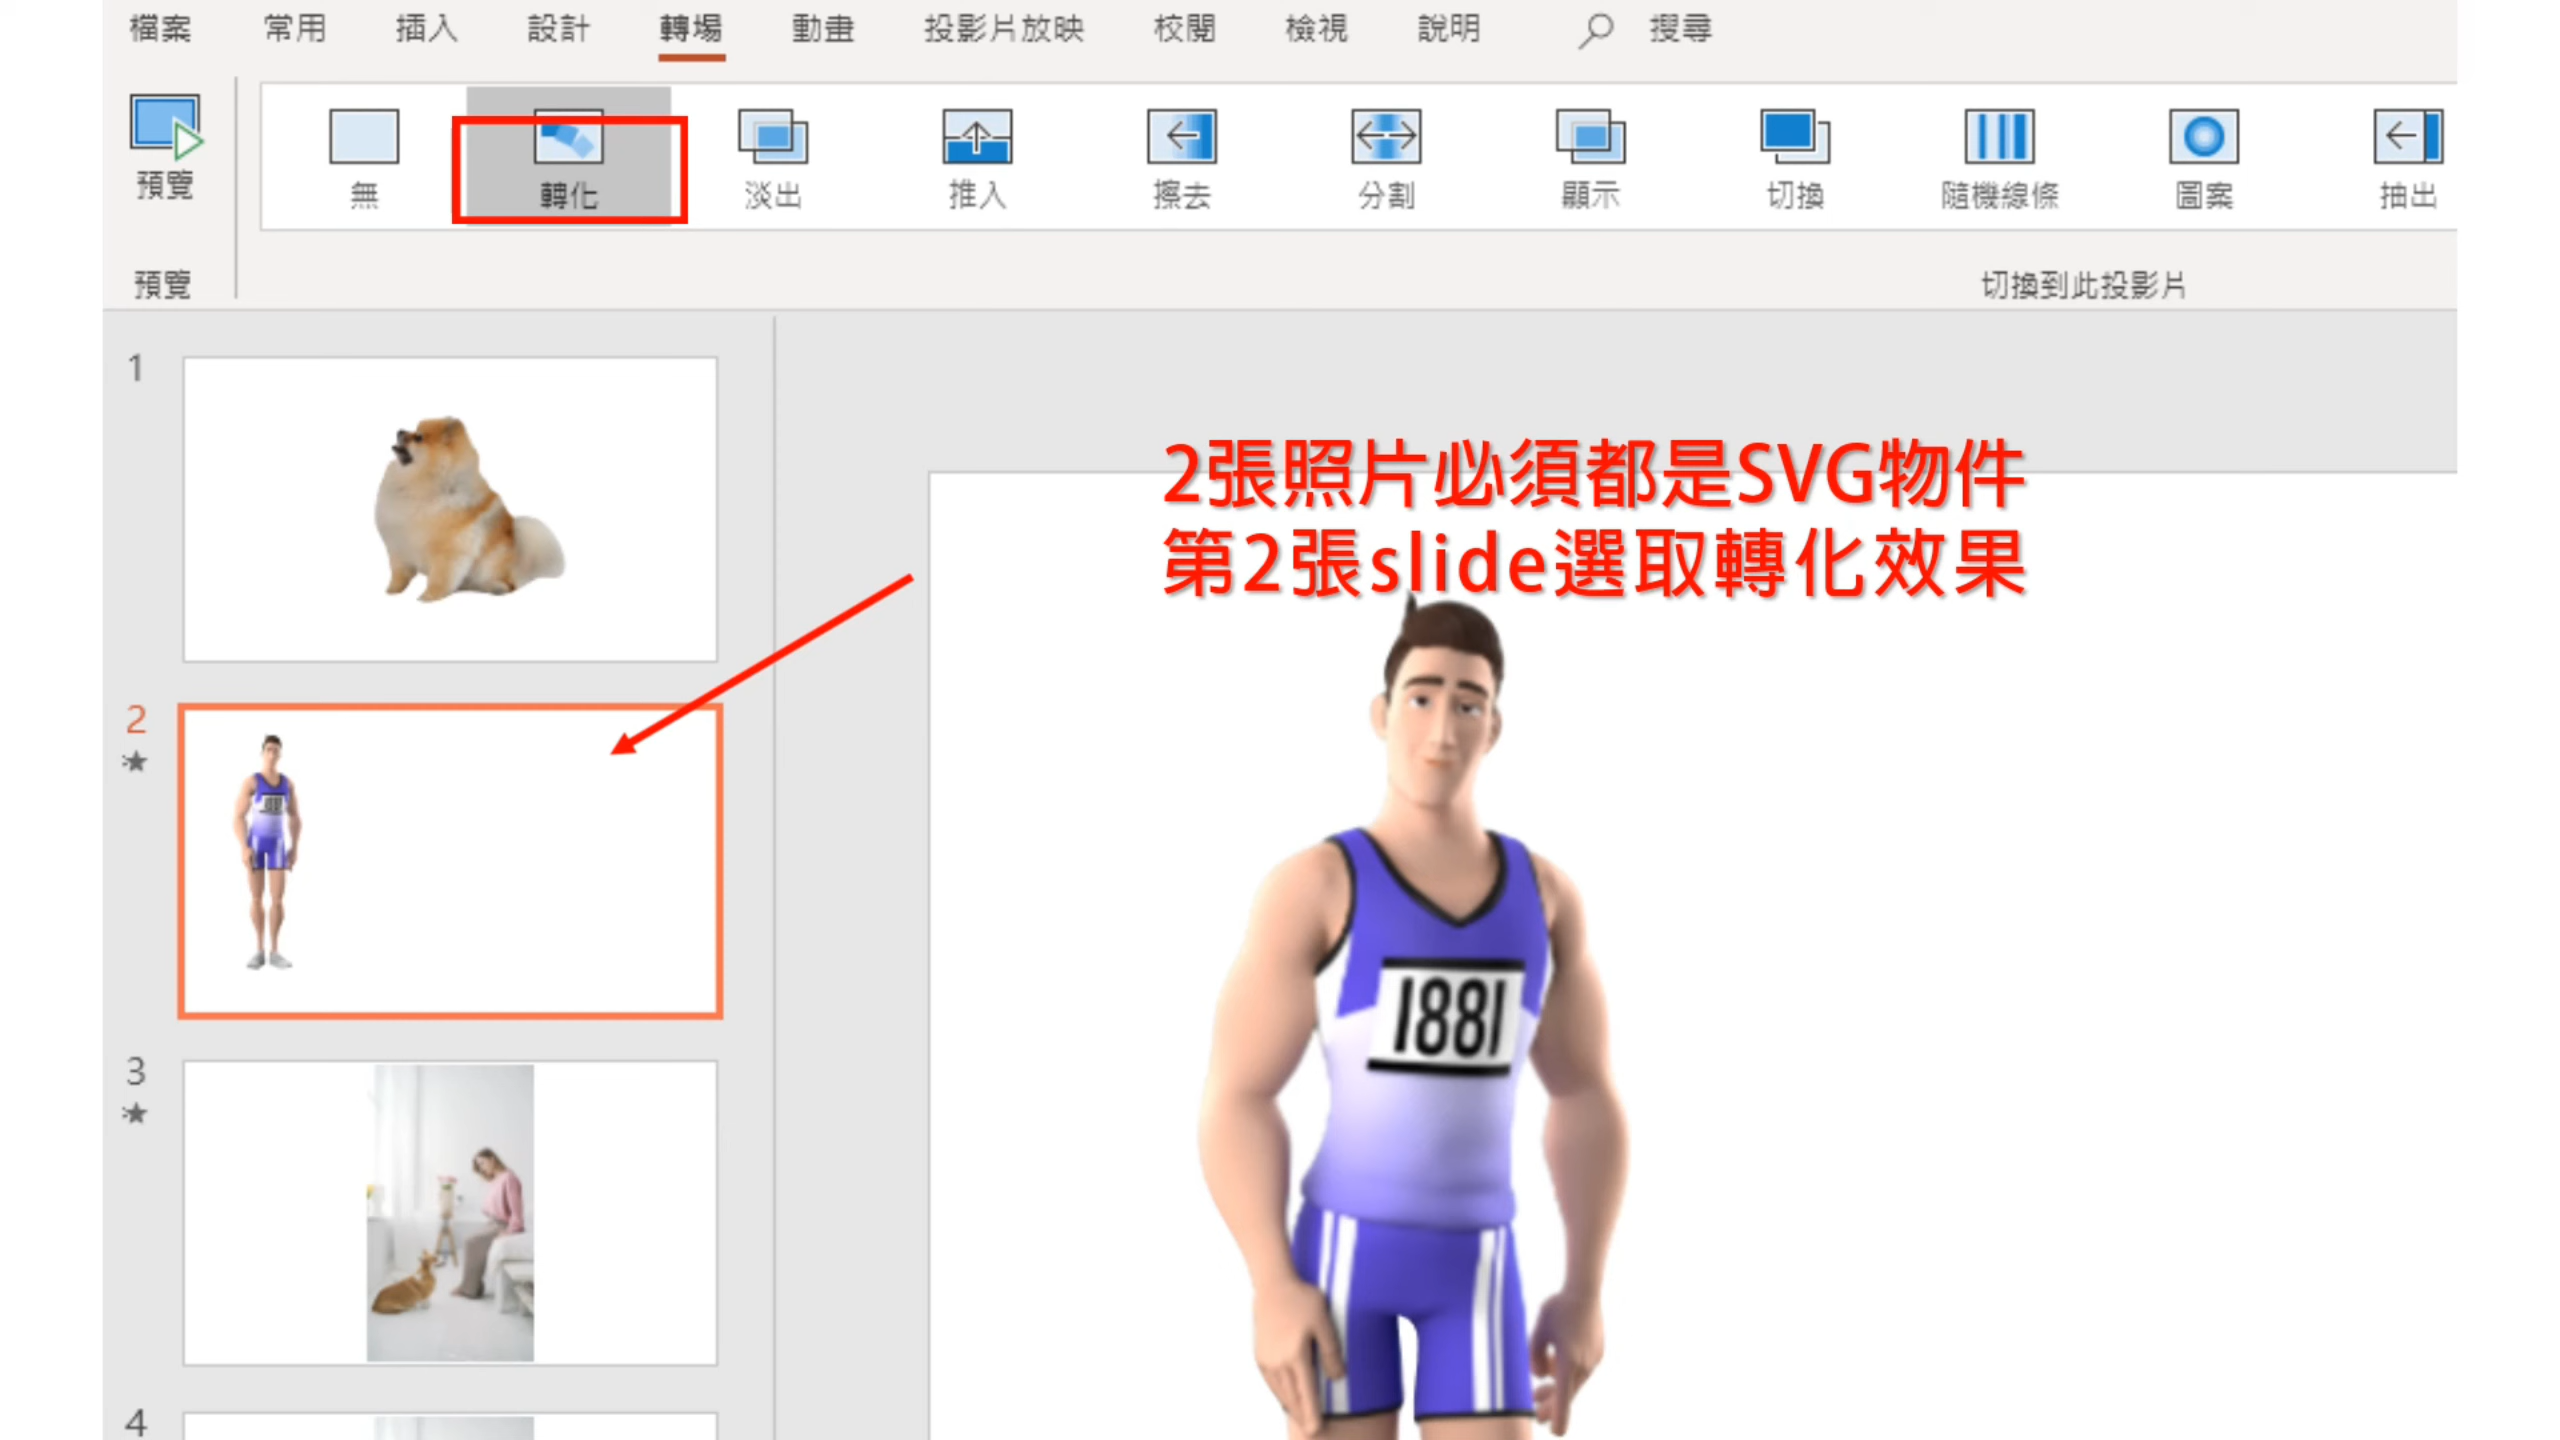 檔案 常用 插入 設計 轉場 動畫 投影片放映 校閱 檢視 說明 搜尋
預覽 無 轉化 淡出 推入 擦去 分割 顯示 切換 隨機線條 圖案 抽出
預覽 切換到此投影片
1
2張照片必須都是SVG物件
第2張slide選取轉化效果
2
1881
3
4